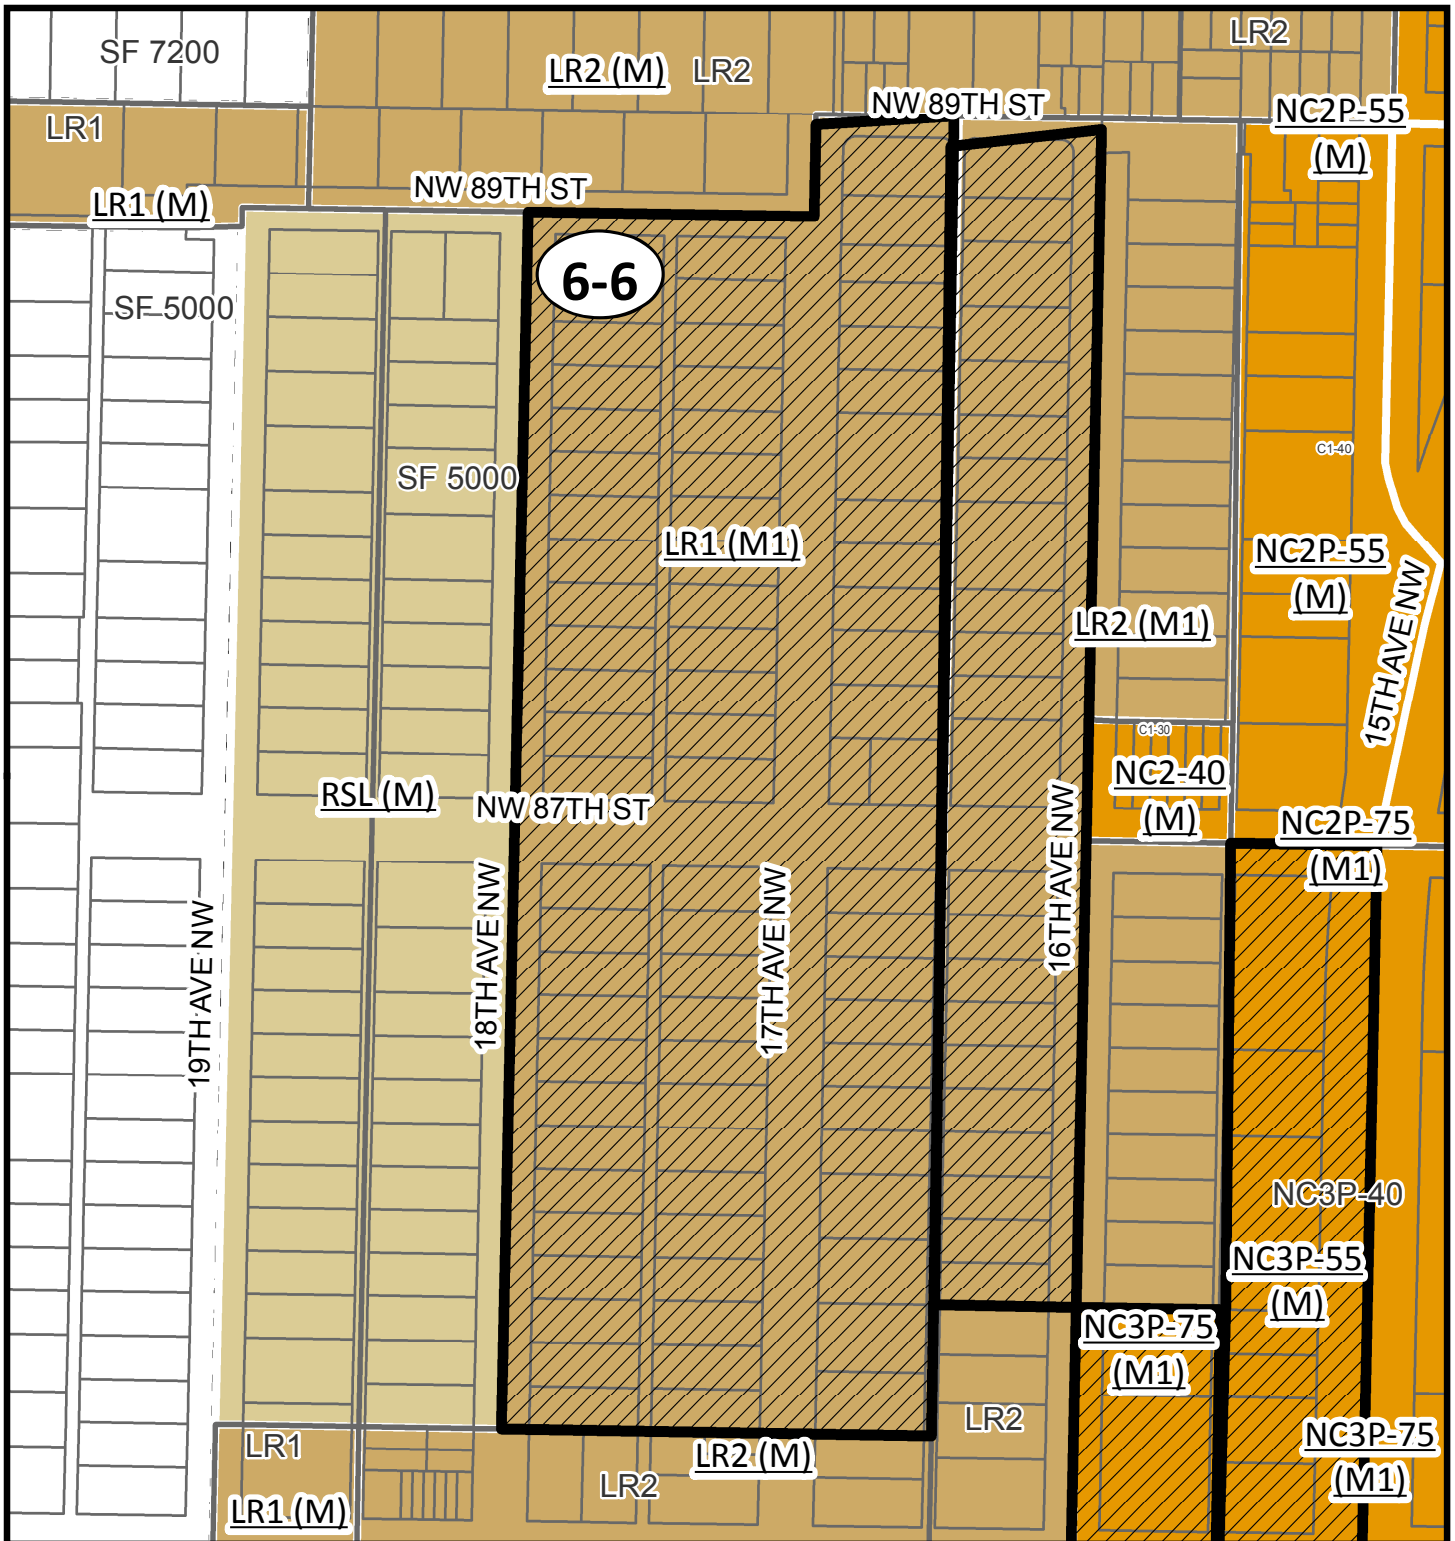 SF 7200
LR2 (M)
LR2
LR2
LR1
NW 89TH ST
NC2P-55
(M)
NW 89TH ST
LR1 (M)
6-6
SF 5000
C1-40
SF 5000
LR1 (M1)
NC2P-55
(M)
LR2 (M1)
15TH AVE NW
C1-30
NC2-40
(M)
RSL (M)
NW 87TH ST
NC2P-75
(M1)
16TH AVE NW
19TH AVE NW
18TH AVE NW
17TH AVE NW
NC3P-40
NC3P-55
(M)
NC3P-75
(M1)
LR2
LR1
LR2 (M)
NC3P-75
(M1)
LR2
LR1 (M)